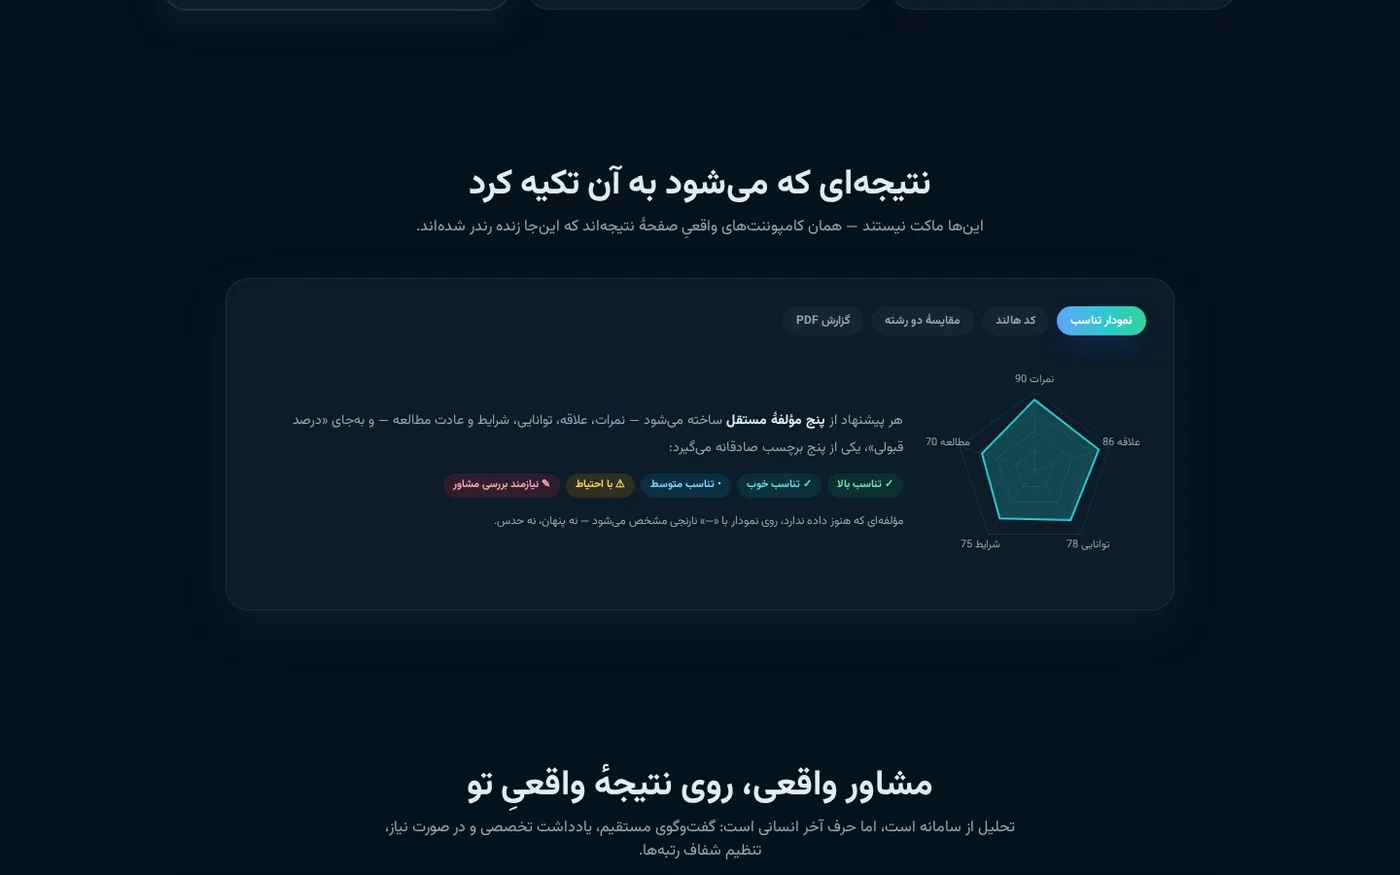 نتیجه‌ای که می‌شود به آن تکیه کرد
این‌ها ماکت نیستند — همان کامپوننت‌های واقعیِ صفحهٔ نتیجه‌اند که این‌جا زنده رندر شده‌اند.
نمودار تناسب
کد هالند
مقایسهٔ دو رشته
گزارش PDF
نمرات 90
علاقه 86
مطالعه 70
توانایی 78
شرایط 75
هر پیشنهاد از پنج مؤلفهٔ مستقل ساخته می‌شود — نمرات، علاقه، توانایی، شرایط و عادت مطالعه — و به‌جای «درصد
قبولی»، یکی از پنج برچسب صادقانه می‌گیرد:
✓ تناسب بالا
✓ تناسب خوب
• تناسب متوسط
⚠ با احتیاط
✎ نیازمند بررسی مشاور
مؤلفه‌ای که هنوز داده ندارد، روی نمودار با «—» نارنجی مشخص می‌شود — نه پنهان، نه حدس.
مشاور واقعی، روی نتیجهٔ واقعیِ تو
تحلیل از سامانه است، اما حرف آخر انسانی است: گفت‌وگوی مستقیم، یادداشت تخصصی و در صورت نیاز،
تنظیم شفاف رتبه‌ها.